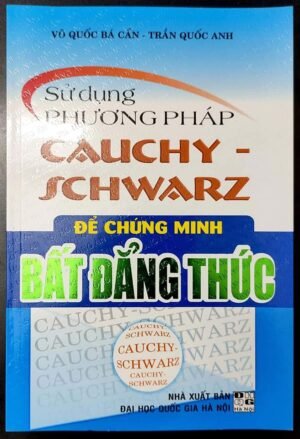 VÕ QUỐC BÁ CẨN - TRẦN QUỐC ANH
Sử dụng
PHƯƠNG PHÁP
CAUCHY -
SCHWARZ
ĐỂ CHỨNG MINH
BẤT ĐẲNG THỨC
CAUCHY-SCHWARZ
CAUCHY-
SCHWARZ
CAUCHY-
SCHWARZ
CAUCHY-
SCHWARZ
NHÀ XUẤT BẢN
ĐẠI HỌC QUỐC GIA HÀ NỘI